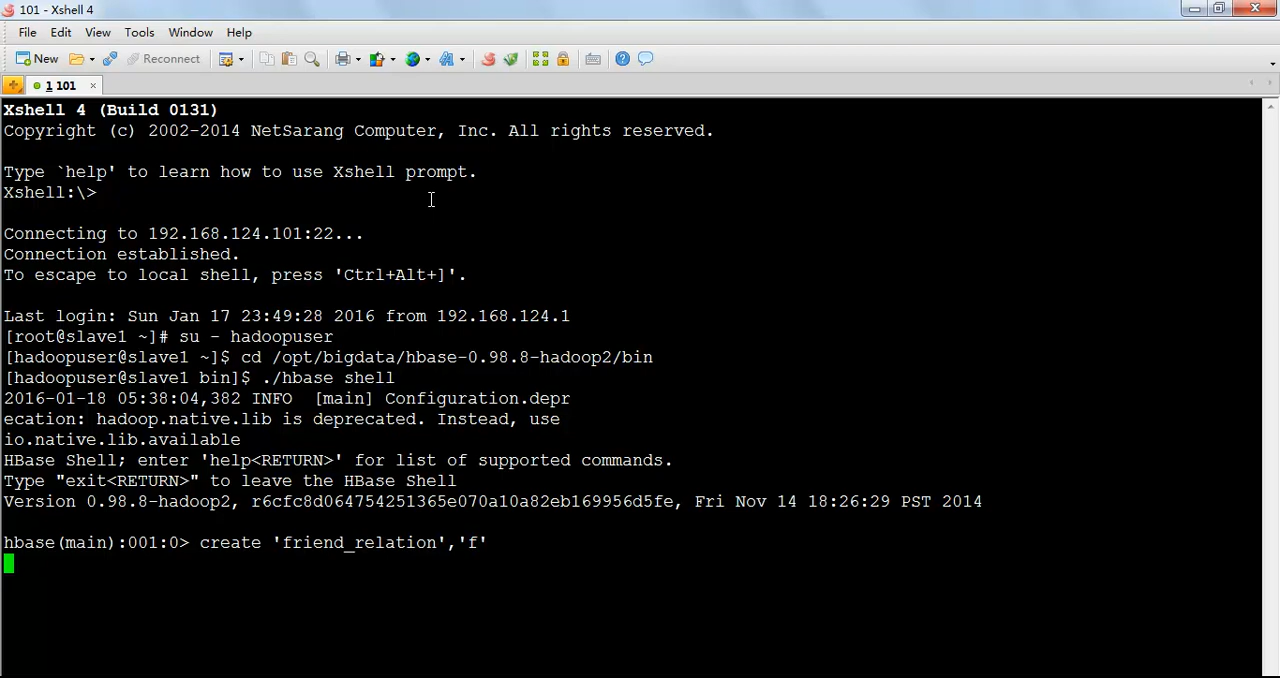 101 - Xshell 4
File Edit View Tools Window Help
New Reconnect
1 101
Xshell 4 (Build 0131)
Copyright (c) 2002-2014 NetSarang Computer, Inc. All rights reserved.
Type `help' to learn how to use Xshell prompt.
Xshell:\>
Connecting to 192.168.124.101:22...
Connection established.
To escape to local shell, press 'Ctrl+Alt+]'.
Last login: Sun Jan 17 23:49:28 2016 from 192.168.124.1
[root@slave1 ~]# su - hadoopuser
[hadoopuser@slave1 ~]$ cd /opt/bigdata/hbase-0.98.8-hadoop2/bin
[hadoopuser@slave1 bin]$ ./hbase shell
2016-01-18 05:38:04,382 INFO  [main] Configuration.depr
ecation: hadoop.native.lib is deprecated. Instead, use
io.native.lib.available
HBase Shell; enter 'help<RETURN>' for list of supported commands.
Type "exit<RETURN>" to leave the HBase Shell
Version 0.98.8-hadoop2, r6cfc8d064754251365e070a10a82eb169956d5fe, Fri Nov 14 18:26:29 PST 2014
hbase(main):001:0> create 'friend_relation','f'